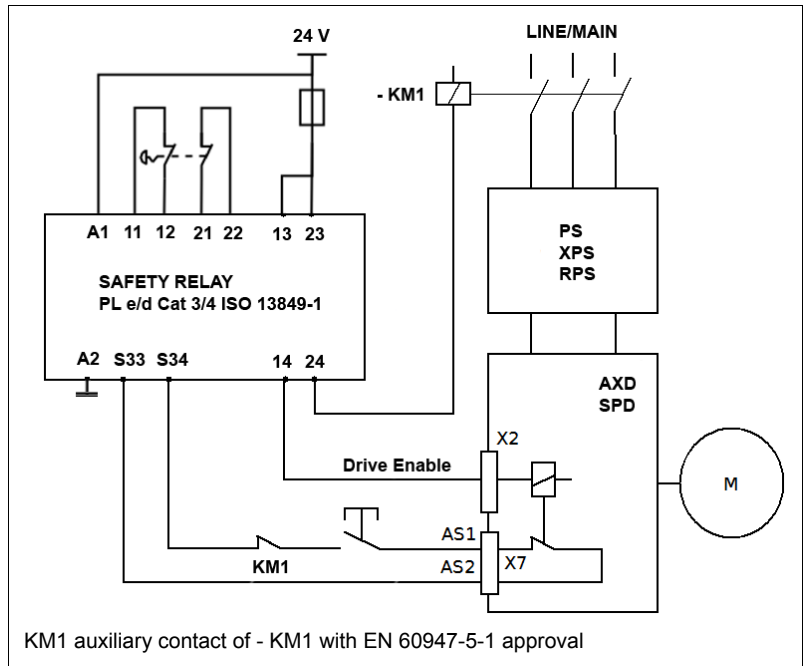 24 V
LINE/MAIN
- KM1
A1 11 12 21 22 13 23
SAFETY RELAY
PL e/d Cat 3/4 ISO 13849-1
A2 S33 S34 14 24
PS
XPS
RPS
AXD
SPD
X2
Drive Enable
M
AS1
AS2
X7
KM1
KM1 auxiliary contact of - KM1 with EN 60947-5-1 approval